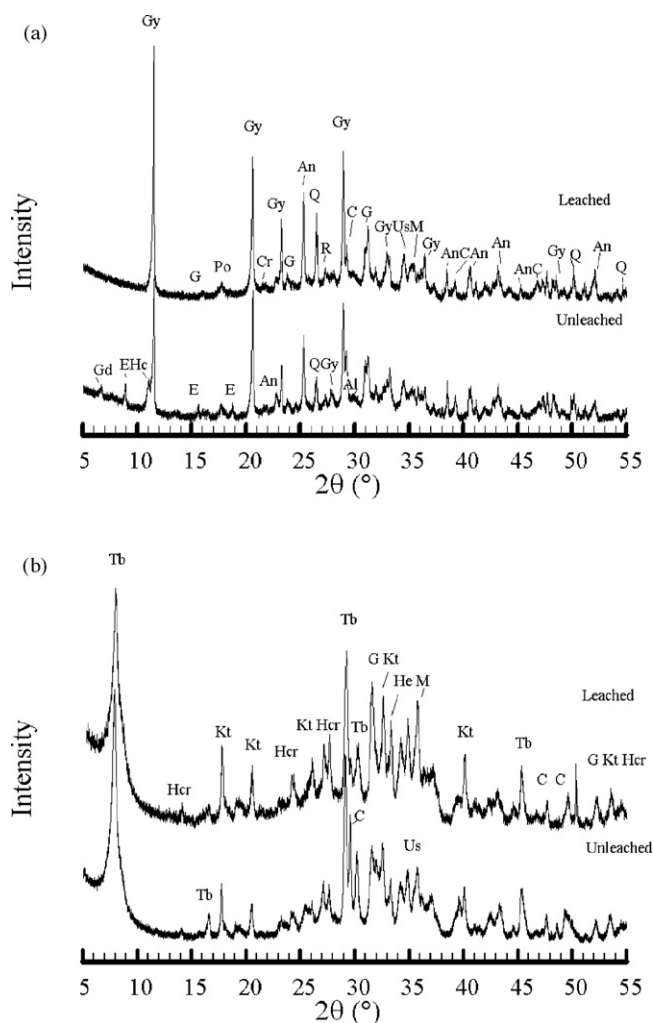 (a)
Gy
Gy Gy
An
Gy Q C G
R
Gy UsM
Gy
AnCAn An AnC Gy Q An Q
G Po Cr G
Leached
Unleached
Gd EHc E E An QGy Al
Intensity
5 10 15 20 25 30 35 40 45 50 55
2θ (°)
(b)
Tb
Tb
G Kt
He M
Leached
Kt Kt Hcr Kt Hcr Tb Kt Tb
Hcr C C G Kt Hcr
Unleached
Tb C Us
Intensity
5 10 15 20 25 30 35 40 45 50 55
2θ (°)